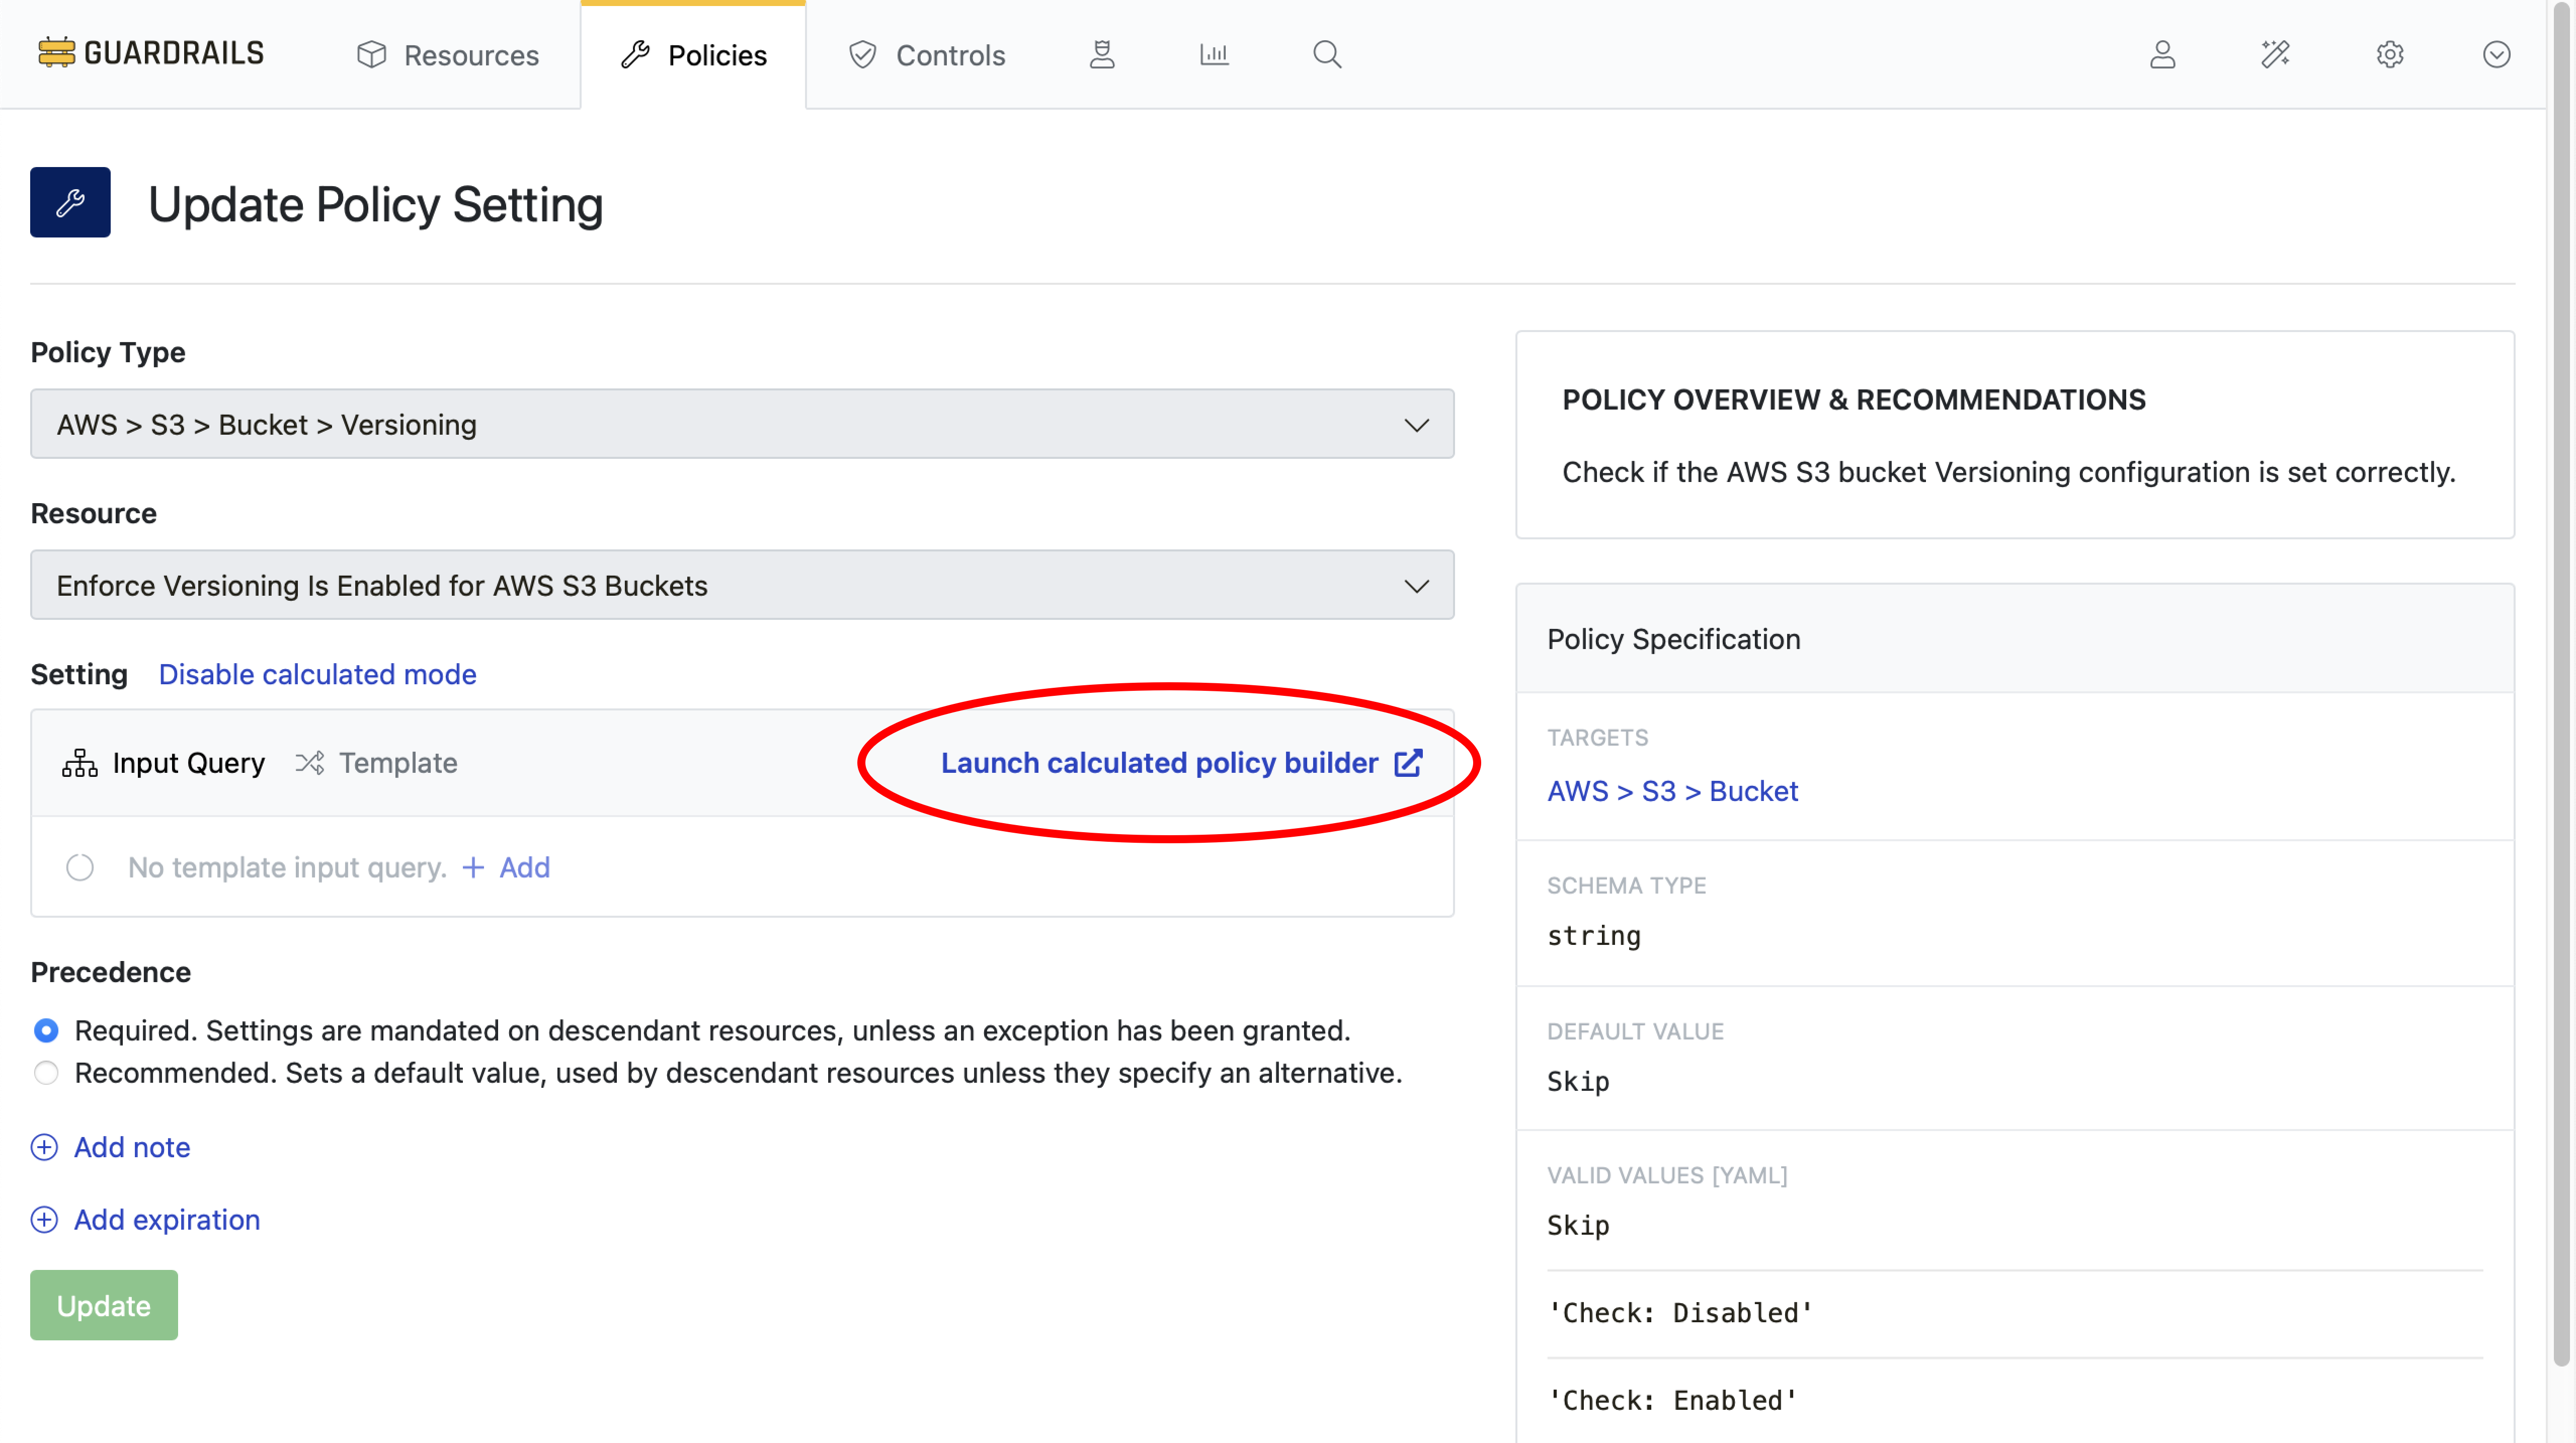 GUARDRAILS
Resources
Policies
Controls
Update Policy Setting
Policy Type
AWS > S3 > Bucket > Versioning
Resource
Enforce Versioning Is Enabled for AWS S3 Buckets
Setting Disable calculated mode
Input Query Template Launch calculated policy builder
No template input query. + Add
Precedence
Required. Settings are mandated on descendant resources, unless an exception has been granted.
Recommended. Sets a default value, used by descendant resources unless they specify an alternative.
Add note
Add expiration
Update
POLICY OVERVIEW & RECOMMENDATIONS
Check if the AWS S3 bucket Versioning configuration is set correctly.
Policy Specification
TARGETS
AWS > S3 > Bucket
SCHEMA TYPE
string
DEFAULT VALUE
Skip
VALID VALUES [YAML]
Skip
'Check: Disabled'
'Check: Enabled'